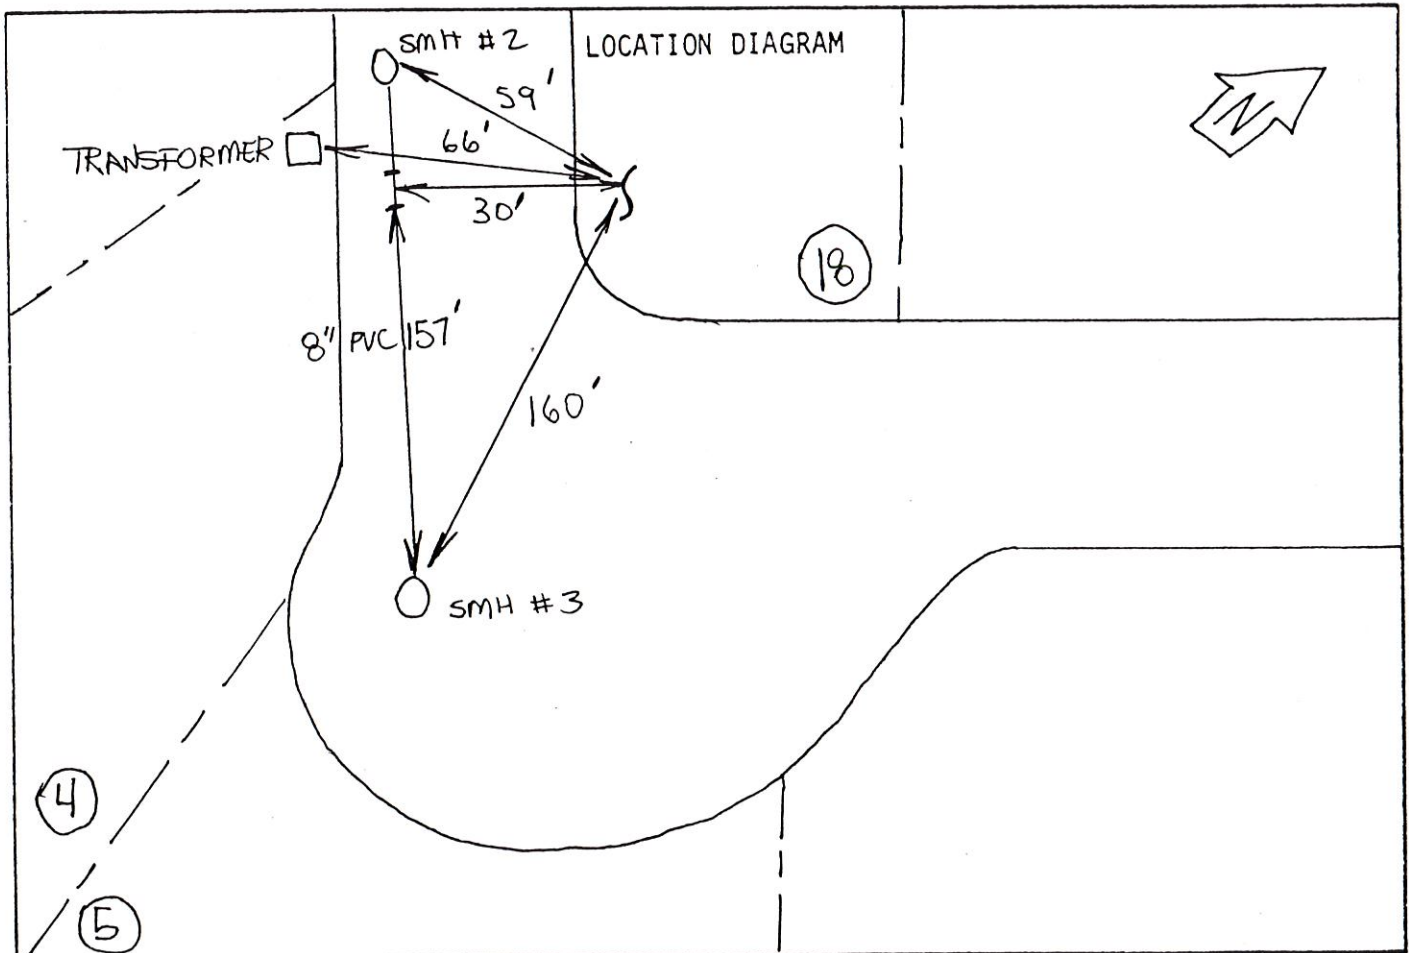 SMH #2
LOCATION DIAGRAM
59'
N
TRANSFORMER
66'
30'
18
8" PVC 157'
160'
SMH #3
4
5